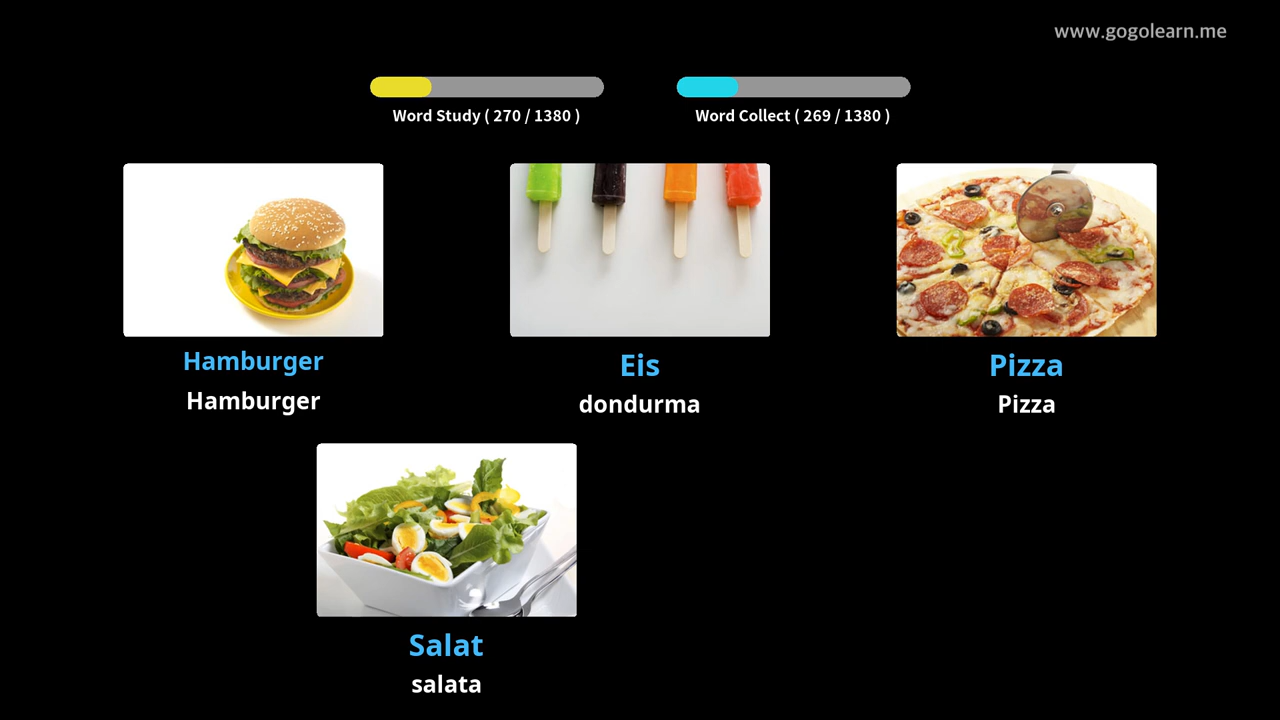 www.gogolearn.me
Word Study ( 270 / 1380 )
Word Collect ( 269 / 1380 )
Hamburger
Hamburger
Eis
dondurma
Pizza
Pizza
Salat
salata